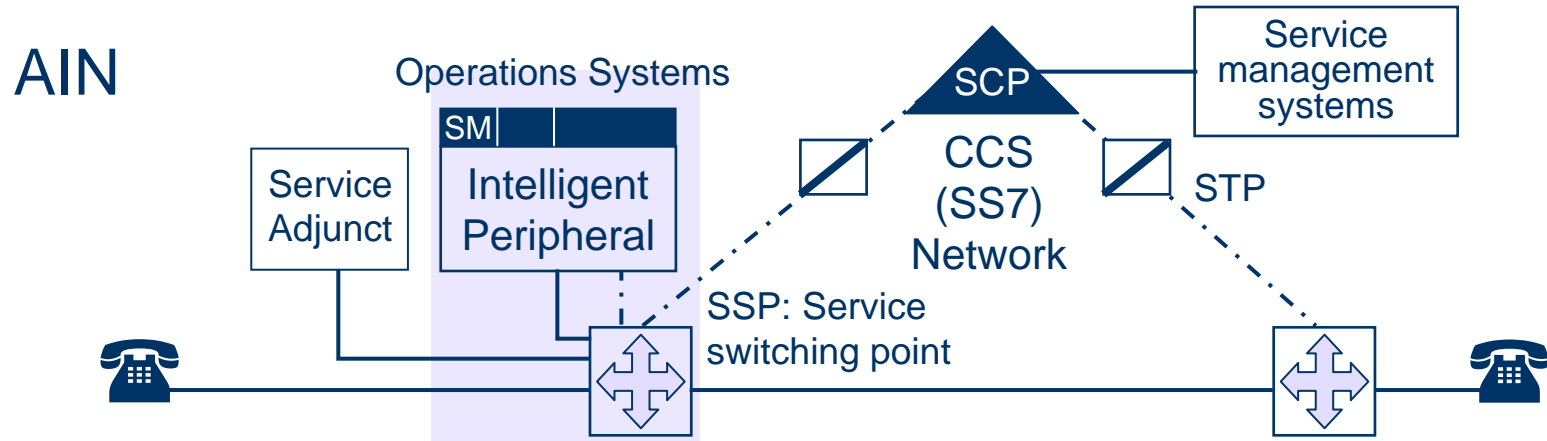 AIN
Operations Systems
SM
Intelligent
Peripheral
Service
Adjunct
SCP
CCS
(SS7)
Network
STP
Service
management
systems
SSP: Service
switching point